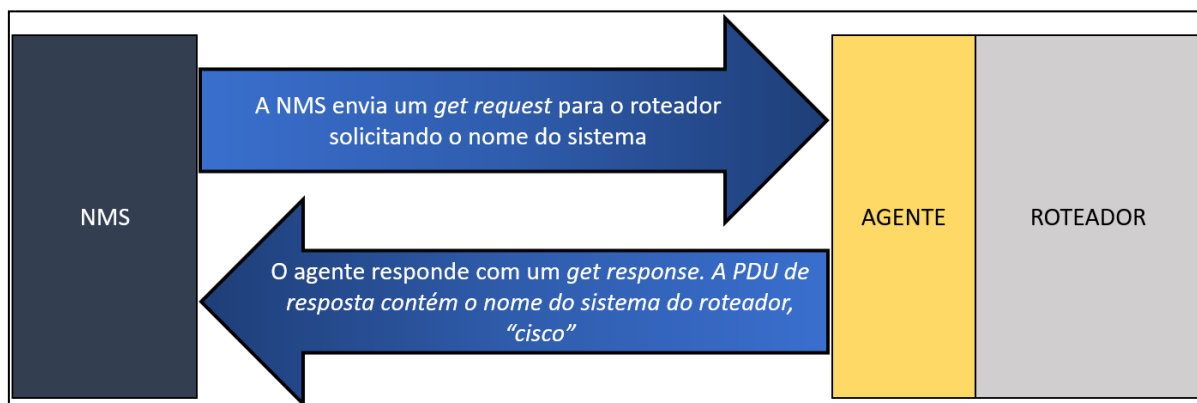 A NMS envia um get request para o roteador
solicitando o nome do sistema
NMS
AGENTE
ROTEADOR
O agente responde com um get response. A PDU de
resposta contém o nome do sistema do roteador,
“cisco”